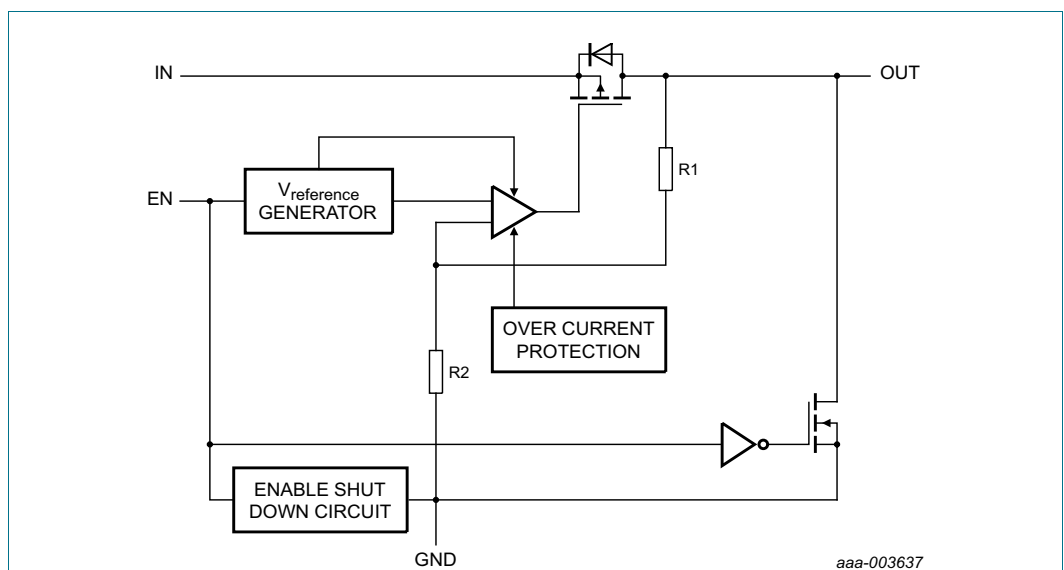 IN
OUT
R1
EN
Vreference
GENERATOR
OVER CURRENT
PROTECTION
R2
ENABLE SHUT
DOWN CIRCUIT
GND
aaa-003637